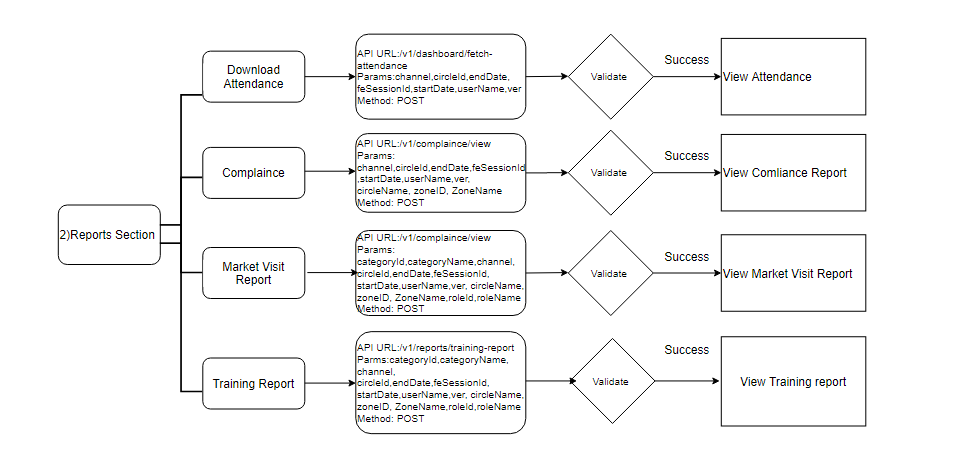 2)Reports Section
Download
Attendance
API URL:/v1/dashboard/fetch-
attendance
Params:channel,circleId,endDate,
feSessionId,startDate,userName,ver
Method: POST
Validate
Success
View Attendance
Complaince
API URL:/v1/complaince/view
Params:
channel,circleId,endDate,feSessionId
,startDate,userName,ver,
circleName, zoneID, ZoneName
Method: POST
Validate
Success
View Comliance Report
Market Visit
Report
API URL:/v1/complaince/view
Params:
categoryId,categoryName,channel,
circleId,endDate,feSessionId,
startDate,userName,ver, circleName,
zoneID, ZoneName,roleId,roleName
Method: POST
Validate
Success
View Market Visit Report
Training Report
API URL:/v1/reports/training-report
Parms:categoryId,categoryName,
channel,
circleId,endDate,feSessionId,
startDate,userName,ver, circleName,
zoneID, ZoneName,roleId,roleName
Method: POST
Validate
Success
View Training report